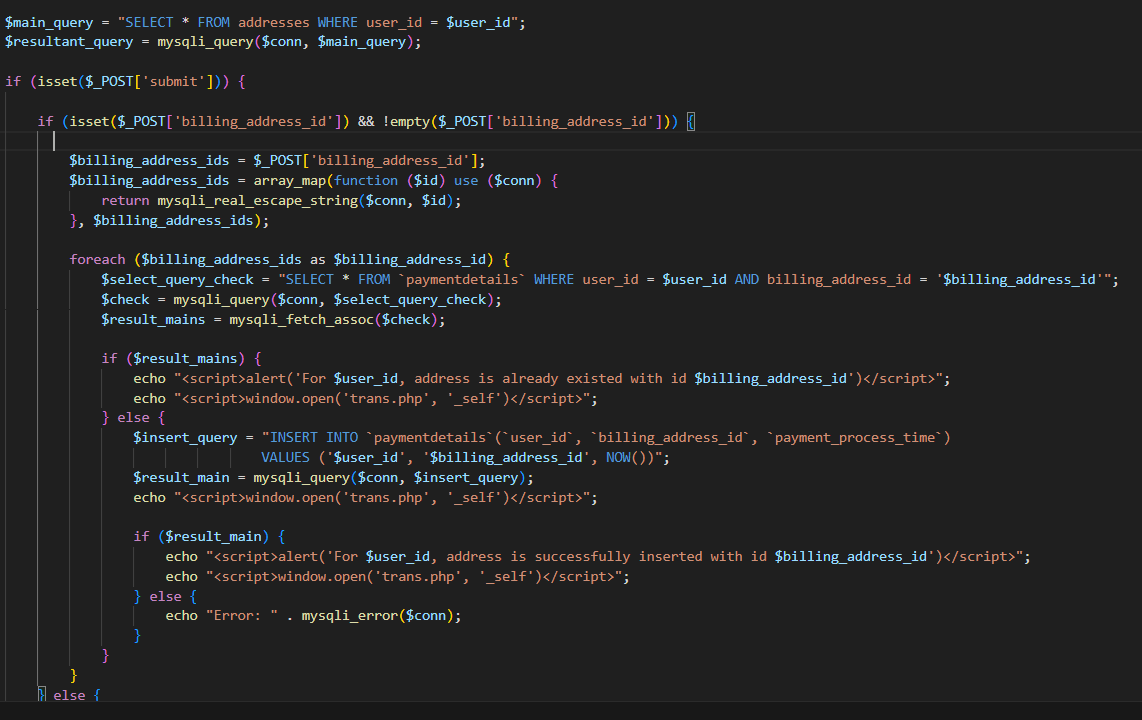 $main_query = "SELECT * FROM addresses WHERE user_id = $user_id";
$resultant_query = mysqli_query($conn, $main_query);
if (isset($_POST['submit'])) {
if (isset($_POST['billing_address_id']) && !empty($_POST['billing_address_id'])) {
$billing_address_ids = $_POST['billing_address_id'];
$billing_address_ids = array_map(function ($id) use ($conn) {
return mysqli_real_escape_string($conn, $id);
}, $billing_address_ids);
foreach ($billing_address_ids as $billing_address_id) {
$select_query_check = "SELECT * FROM `paymentdetails` WHERE user_id = $user_id AND billing_address_id = '$billing_address_id'";
$check = mysqli_query($conn, $select_query_check);
$result_mains = mysqli_fetch_assoc($check);
if ($result_mains) {
echo "<script>alert('For $user_id, address is already existed with id $billing_address_id')</script>";
echo "<script>window.open('trans.php', '_self')</script>";
} else {
$insert_query = "INSERT INTO `paymentdetails`(`user_id`, `billing_address_id`, `payment_process_time`)
VALUES ('$user_id', '$billing_address_id', NOW())";
$result_main = mysqli_query($conn, $insert_query);
echo "<script>window.open('trans.php', '_self')</script>";
if ($result_main) {
echo "<script>alert('For $user_id, address is successfully inserted with id $billing_address_id')</script>";
echo "<script>window.open('trans.php', '_self')</script>";
} else {
echo "Error: " . mysqli_error($conn);
}
}
}
} else {